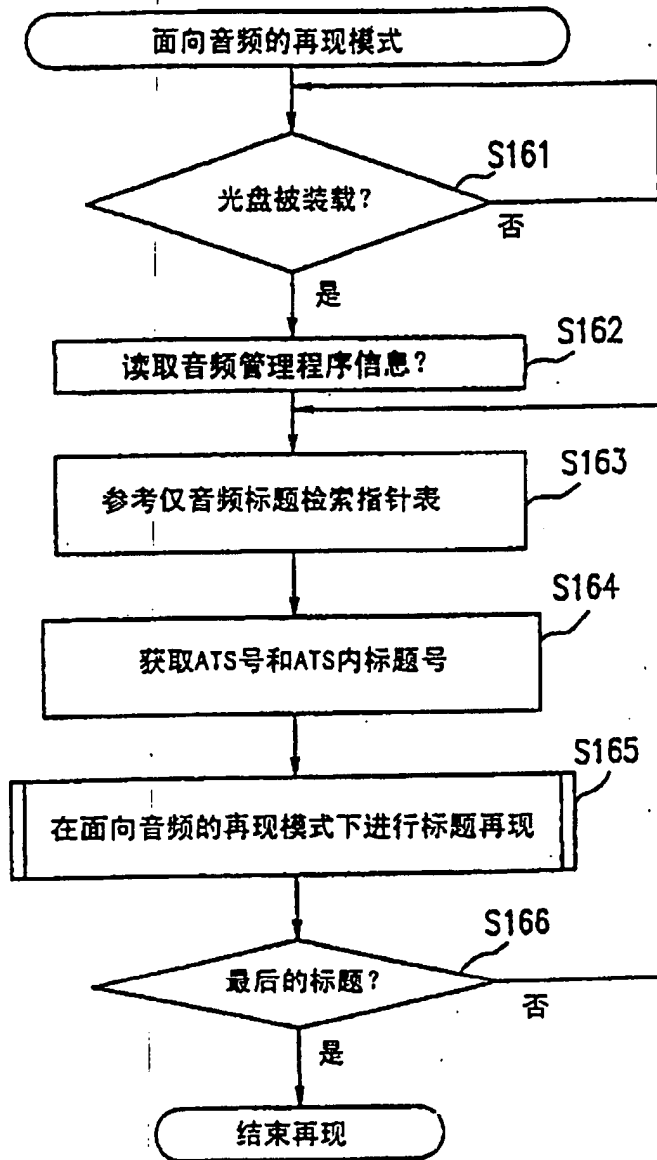 面向音频的再现模式
S161
光盘被装载?
否
是
S162
读取音频管理程序信息?
S163
参考仅音频标题检索指针表
S164
获取ATS号和ATS内标题号
S165
在面向音频的再现模式下进行标题再现
S166
最后的标题?
否
是
结束再现